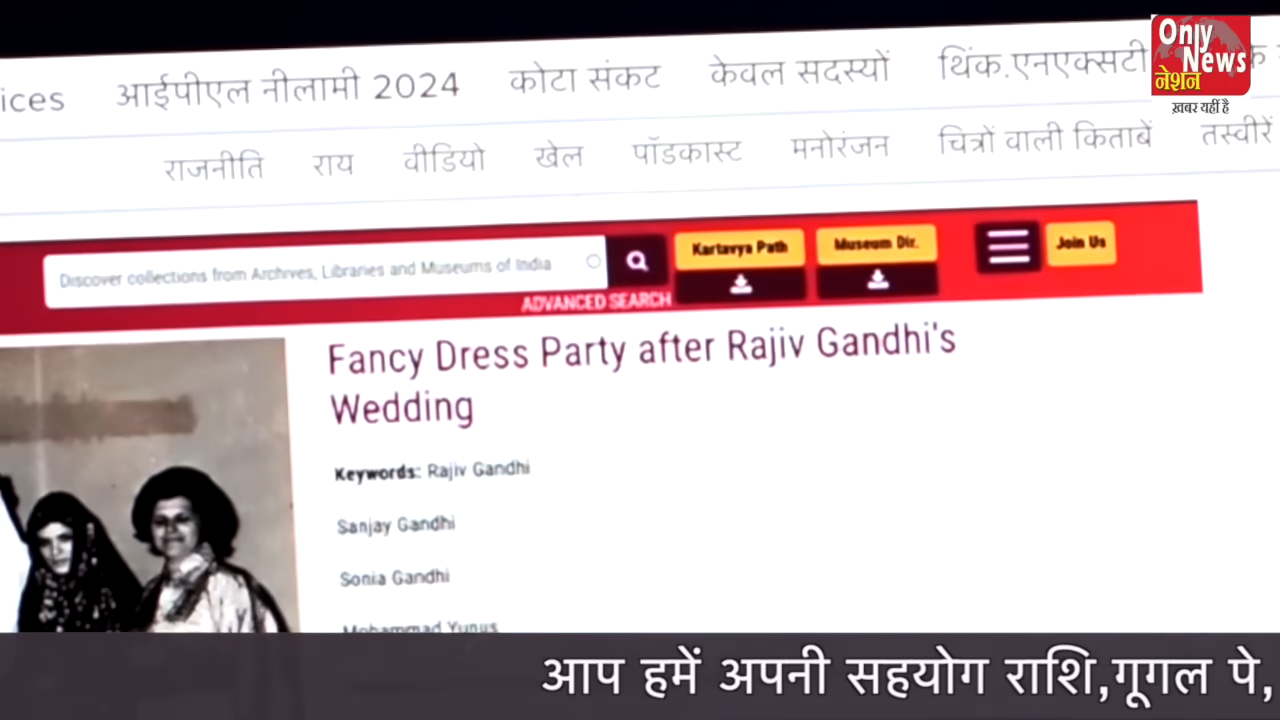 ices आईपीएल नीलामी 2024 कोटा संकट केवल सदस्यों थिंक.एनएक्सटी
Only News
नेशन
ख़बर यहीं है
राजनीति राय वीडियो खेल पॉडकास्ट मनोरंजन चित्रों वाली किताबें तस्वीरें
Discover collections from Archives, Libraries and Museums of India
Kartavya Path Museum Dir. Join Us
ADVANCED SEARCH
Fancy Dress Party after Rajiv Gandhi's
Wedding
Keywords: Rajiv Gandhi
Sanjay Gandhi
Sonia Gandhi
Mohammad Yunus
आप हमें अपनी सहयोग राशि,गूगल पे,